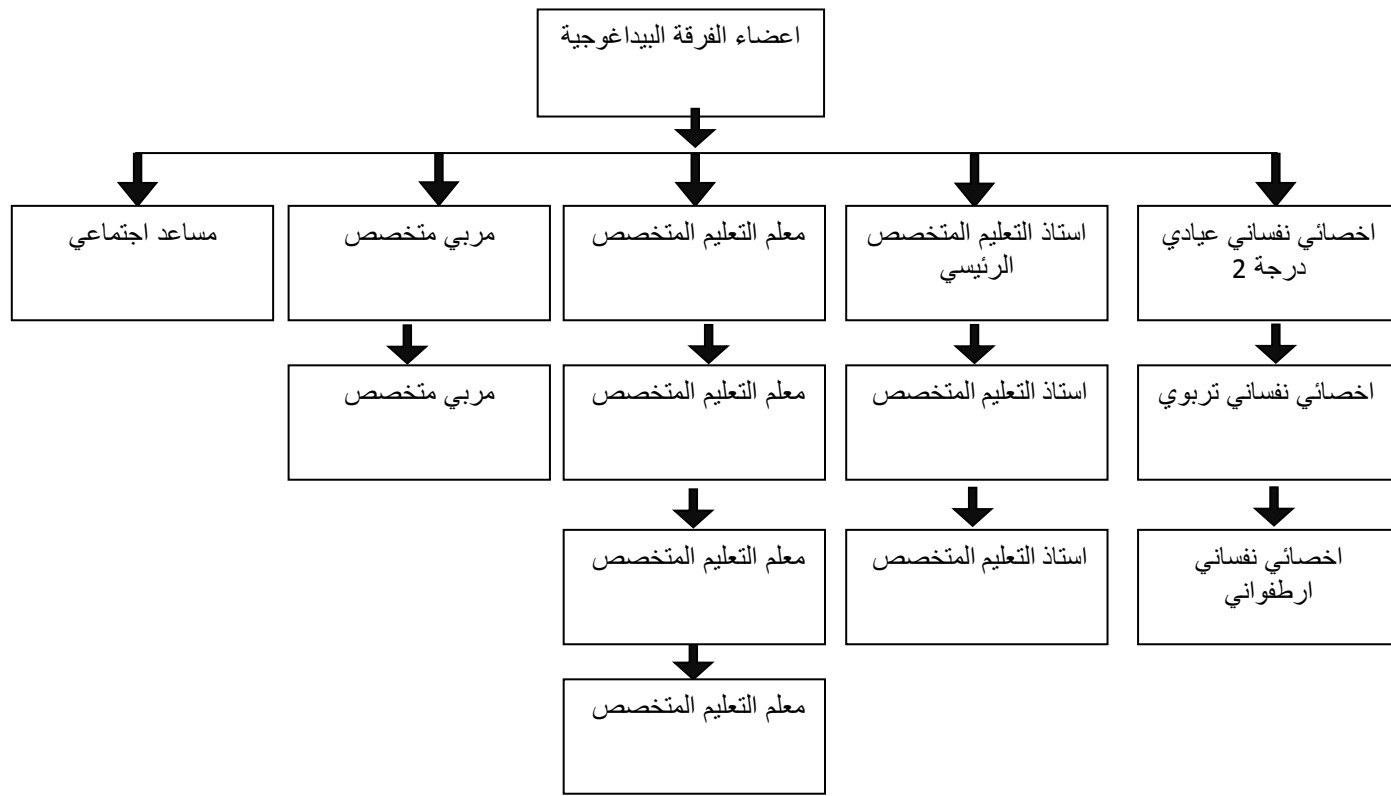 اعضاء الفرقة البيداغوجية
اخصائي نفساني عيادي
درجة 2
استاذ التعليم المتخصص
الرئيسي
معلم التعليم المتخصص
مربي متخصص
مساعد اجتماعي
اخصائي نفساني تربوي
استاذ التعليم المتخصص
معلم التعليم المتخصص
مربي متخصص
اخصائي نفساني
ارطفواني
استاذ التعليم المتخصص
معلم التعليم المتخصص
معلم التعليم المتخصص